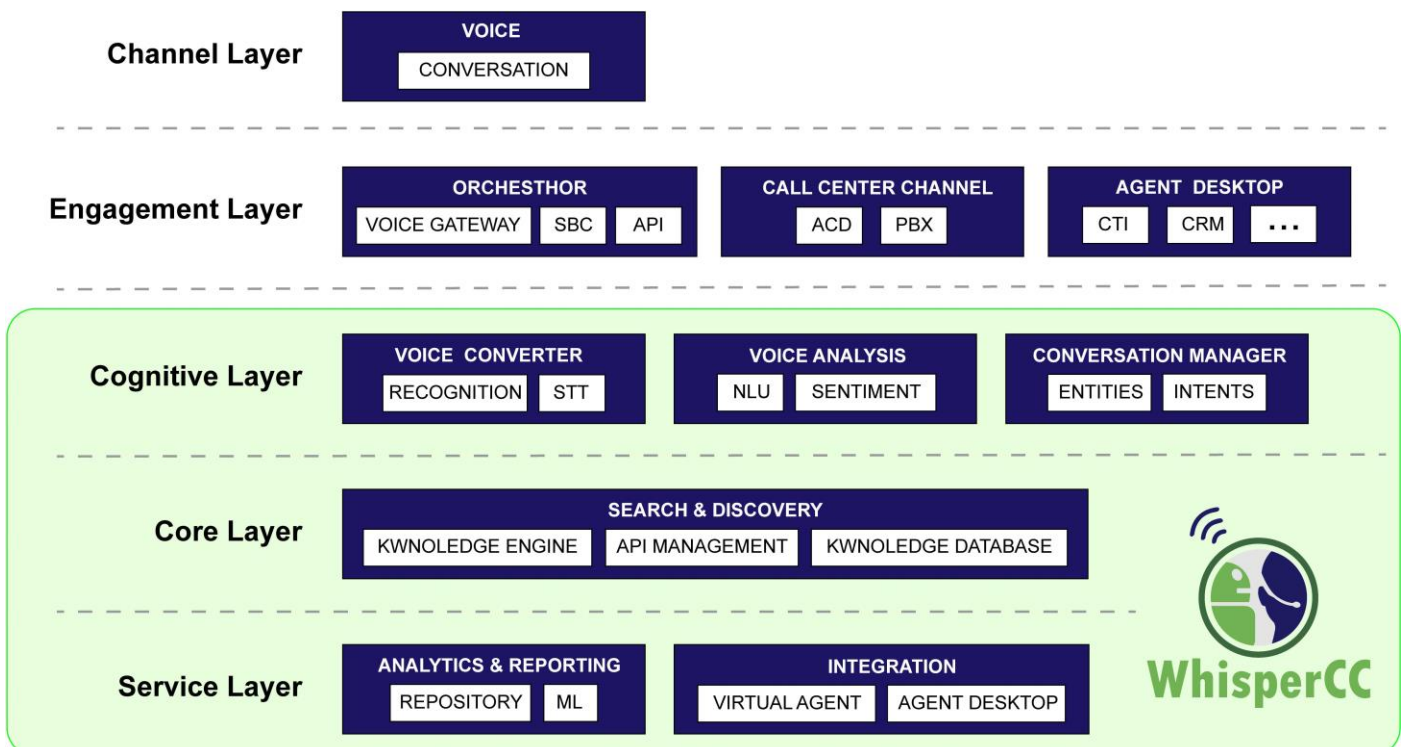 Channel Layer
VOICE
CONVERSATION
Engagement Layer
ORCHESTHOR
VOICE GATEWAY SBC API
CALL CENTER CHANNEL
ACD PBX
AGENT DESKTOP
CTI CRM ...
Cognitive Layer
VOICE CONVERTER
RECOGNITION STT
VOICE ANALYSIS
NLU SENTIMENT
CONVERSATION MANAGER
ENTITIES INTENTS
Core Layer
SEARCH & DISCOVERY
KWNOLEDGE ENGINE API MANAGEMENT KWNOLEDGE DATABASE
Service Layer
ANALYTICS & REPORTING
REPOSITORY ML
INTEGRATION
VIRTUAL AGENT AGENT DESKTOP
WhisperCC